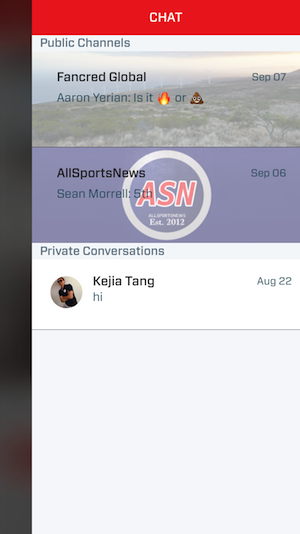 CHAT
Public Channels
Fancred Global Sep 07
Aaron Yerian: Is it 🔥 or 💩
AllSportsNews Sep 06
Sean Morrell: 5th
ASN
ALLSPORTSNEWS
Est. 2012
Private Conversations
Kejia Tang Aug 22
hi